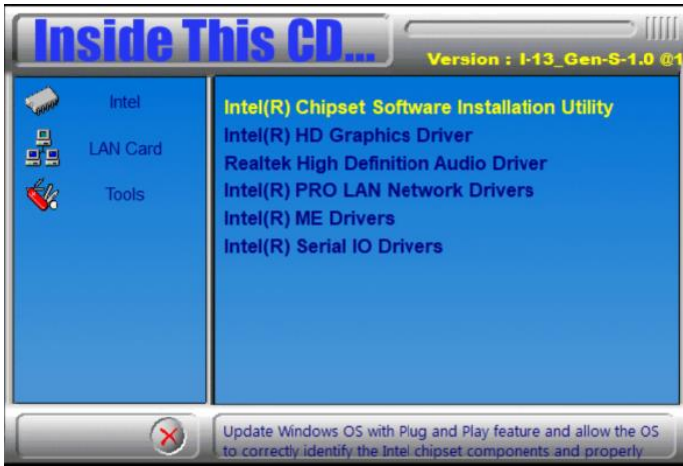 Inside This CD...
Version : I-13_Gen-S-1.0 @1
Intel
LAN Card
Tools
Intel(R) Chipset Software Installation Utility
Intel(R) HD Graphics Driver
Realtek High Definition Audio Driver
Intel(R) PRO LAN Network Drivers
Intel(R) ME Drivers
Intel(R) Serial IO Drivers
Update Windows OS with Plug and Play feature and allow the OS
to correctly identify the Intel chipset components and properly